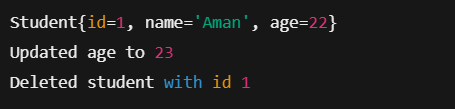 Student{id=1, name='Aman', age=22}
Updated age to 23
Deleted student with id 1